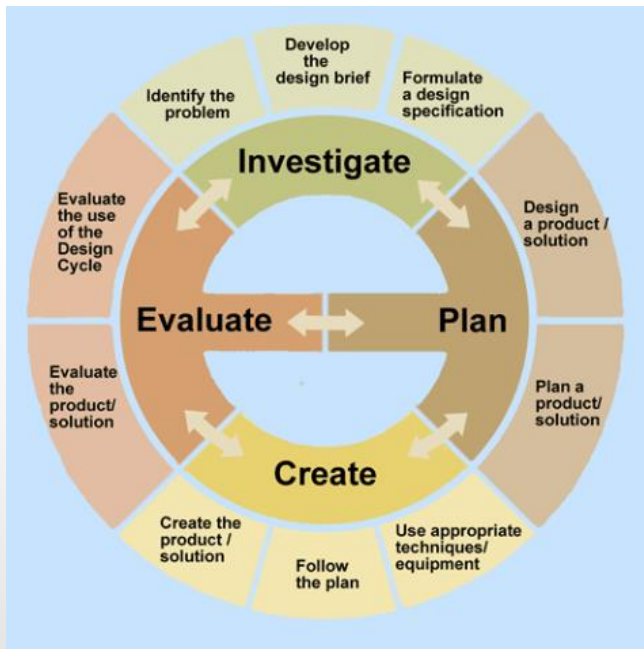 Identify the
problem
Develop
the
design brief
Formulate
a design
specification
Investigate
Design
a product /
solution
Plan a
product/
solution
Plan
Use appropriate
techniques/
equipment
Follow
the plan
Create the
product /
solution
Create
Evaluate
the
product/
solution
Evaluate
the use
of the
Design
Cycle
Evaluate